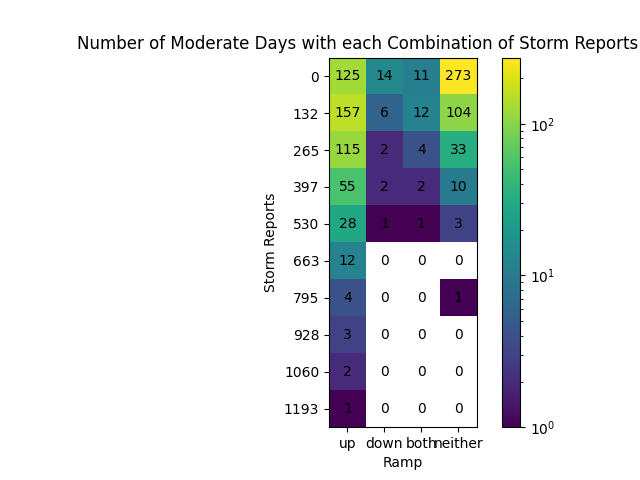 Number of Moderate Days with each Combination of Storm Reports
0 125 14 11 273
132 157 6 12 104
265 115 2 4 33
397 55 2 2 10
530 28 1 1 3
663 12 0 0 0
795 4 0 0 1
928 3 0 0 0
1060 2 0 0 0
1193 1 0 0 0
up down both neither
Ramp
Storm Reports
10²
10¹
10⁰